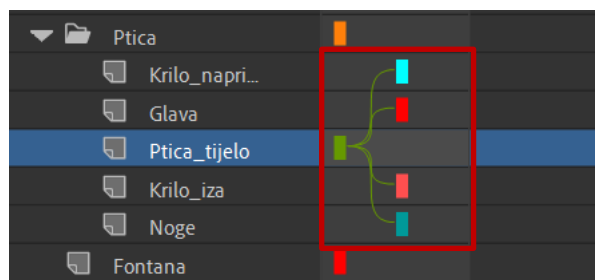 Ptica
Krilo_napri...
Glava
Ptica_tijelo
Krilo_iza
Noge
Fontana